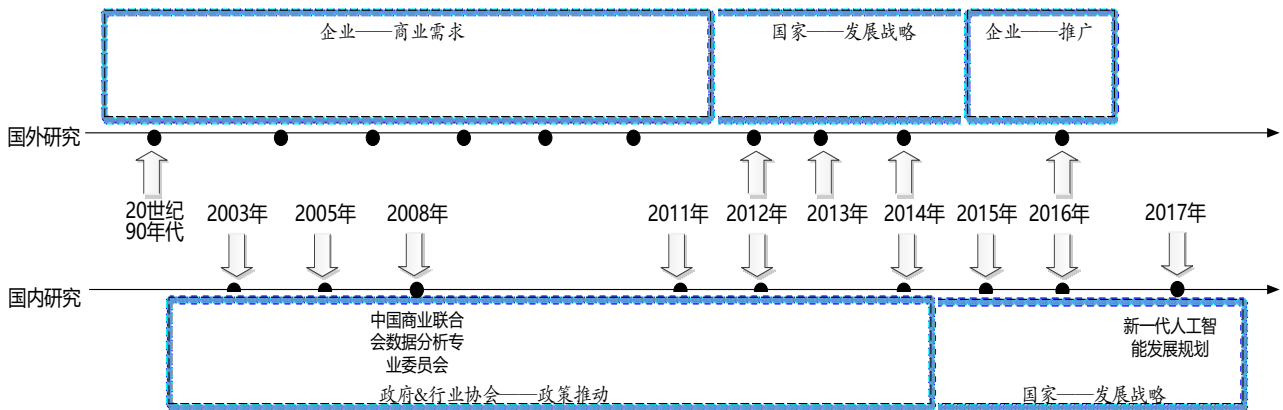 企业——商业需求
国家——发展战略
企业——推广
国外研究
20世纪
90年代
2003年
2005年
2008年
2011年
2012年
2013年
2014年
2015年
2016年
2017年
国内研究
中国商业联合
会数据分析专
业委员会
新一代人工智
能发展规划
政府&行业协会——政策推动
国家——发展战略